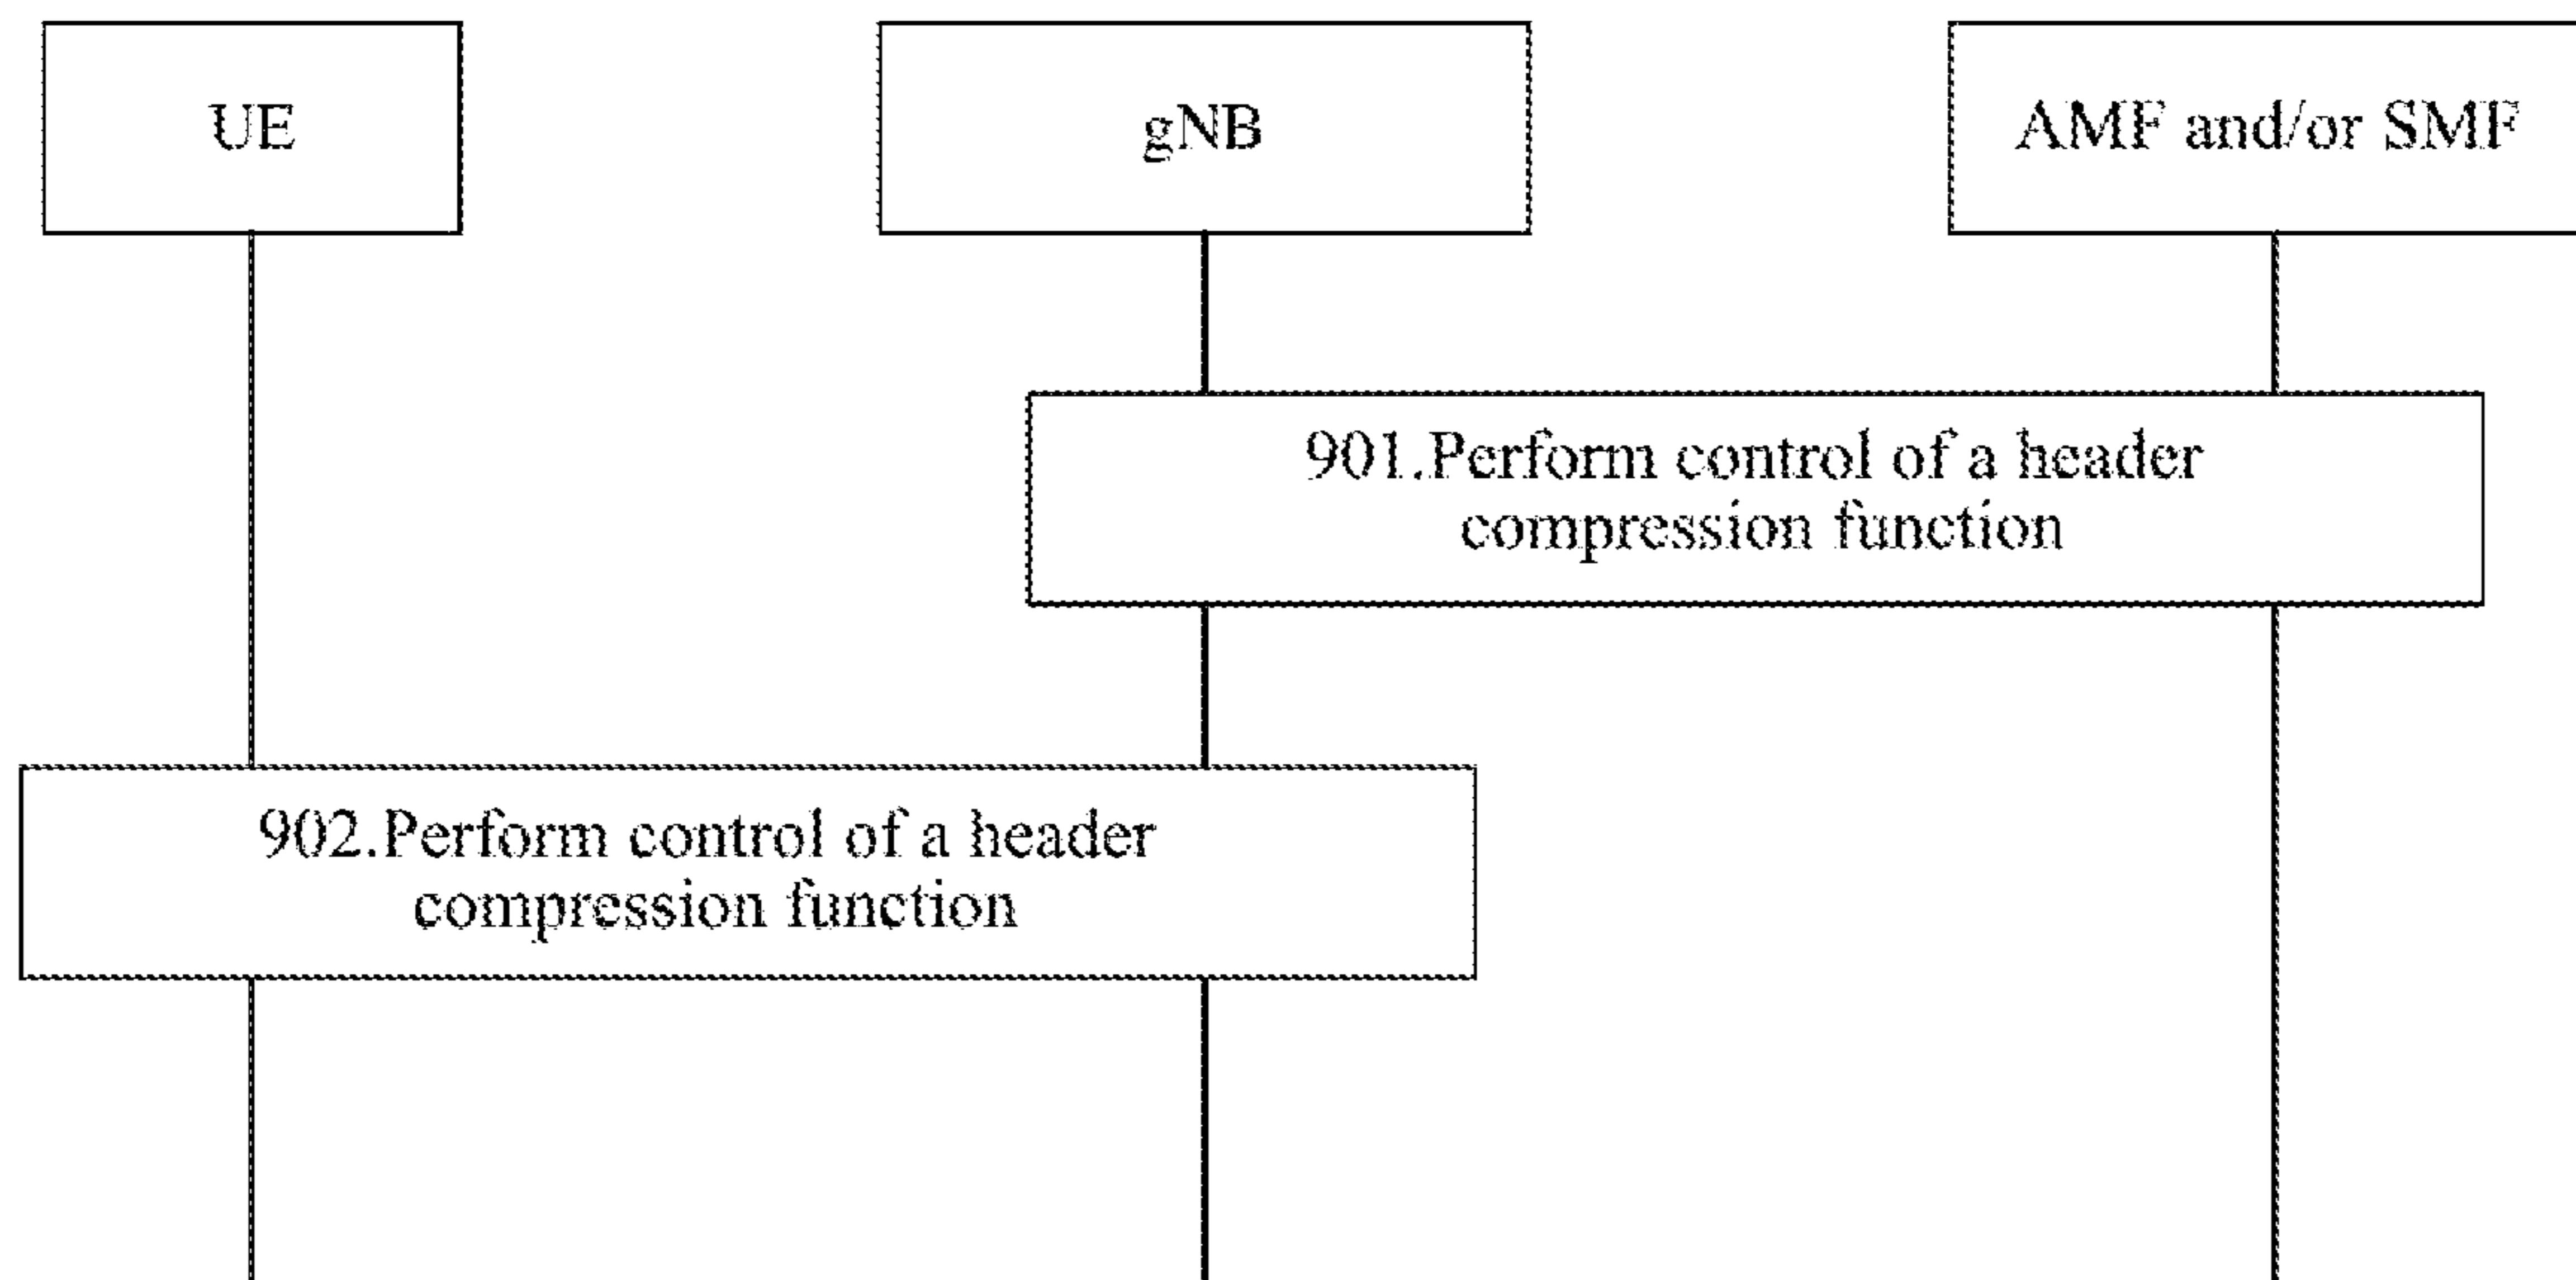 UE
gNB
AMF and/or SMF
901.Perform control of a header
compression function
902.Perform control of a header
compression function